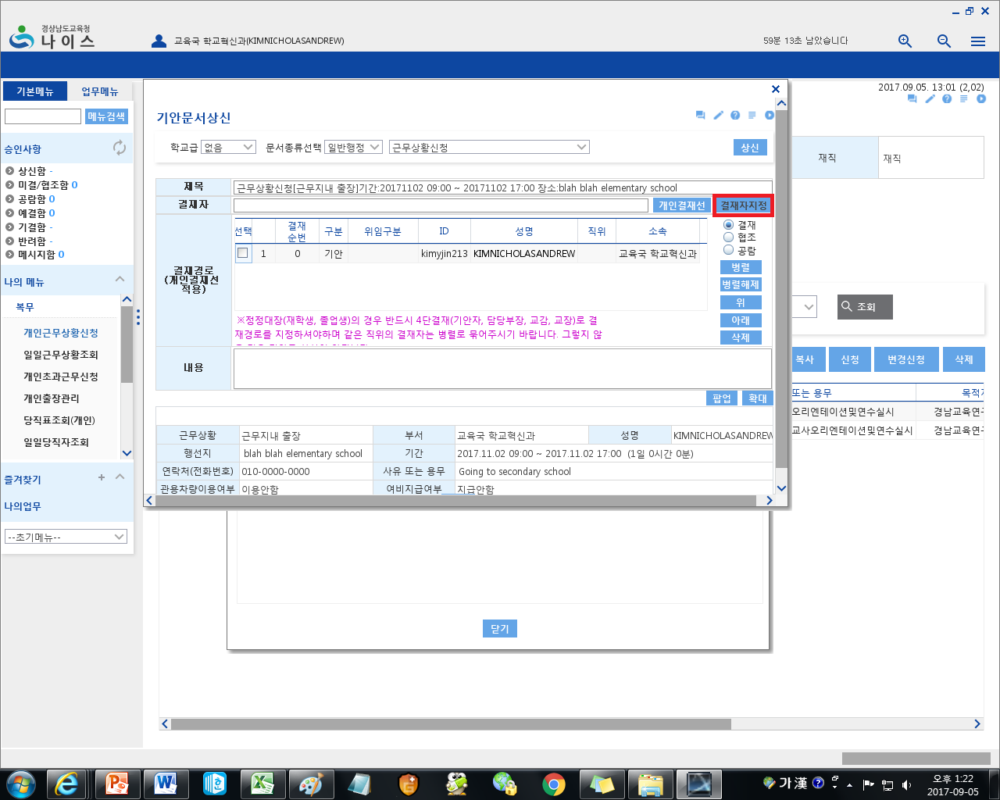 경상남도교육청
나이스
교육국 학교혁신과(KIMNICHOLASANDREW)
59분 13초 남았습니다
기본메뉴 업무메뉴
메뉴검색
승인사항
상신함 -
미결/협조함 0
공람함 0
예결함 0
기결함 -
반려함 -
메시지함 0
나의 메뉴
복무
개인근무상황신청
일일근무상황조회
개인초과근무신청
개인출장관리
당직표조회(개인)
일일당직자조회
즐겨찾기 +
나의업무
--초기메뉴--
2017.09.05. 13:01 (2,02)
재직 재직
조회
복사 신청 변경신청 삭제
또는 용무 목적
오리엔테이션및연수실시 경남교육연
교사오리엔테이션및연수실시 경남교육연
기안문서상신
학교급 없음 문서종류선택 일반행정 근무상황신청 상신
제목 근무상황신청[근무지내 출장]기간:20171102 09:00 ~ 20171102 17:00 장소:blah blah elementary school
결재자 개인결재선 결재자지정
결재경로
(개인결재선
적용)
선택 결재순번 구분 위임구분 ID 성명 직위 소속
1 0 기안 kimyjin213 KIMNICHOLASANDREW 교육국 학교혁신과
결재
협조
공람
병렬
병렬해제
위
아래
삭제
※정정대장(재학생, 졸업생)의 경우 반드시 4단결재(기안자, 담당부장, 교감, 교장)로 결
재경로를 지정하셔야하며 같은 직위의 결재자는 병렬로 묶어주시기 바랍니다. 그렇지 않
내용
팝업 확대
근무상황 근무지내 출장 부서 교육국 학교혁신과 성명 KIMNICHOLASANDREW
행선지 blah blah elementary school 기간 2017.11.02 09:00 ~ 2017.11.02 17:00 (1일 0시간 0분)
연락처(전화번호) 010-0000-0000 사유 또는 용무 Going to secondary school
관용차량이용여부 이용안함 여비지급여부 지급안함
닫기
가 漢
오후 1:22
2017-09-05